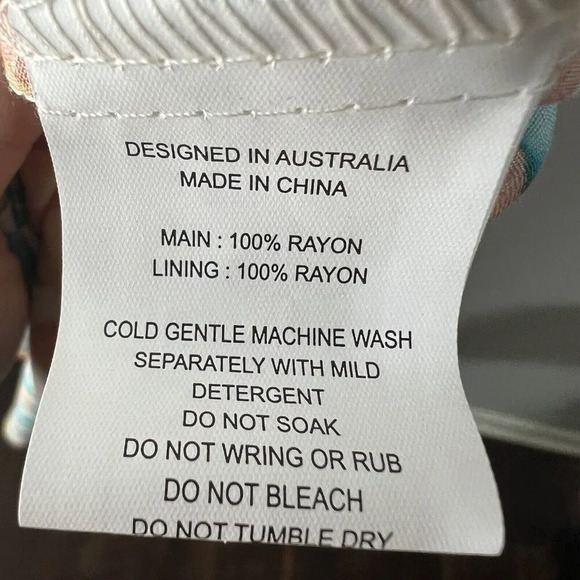 DESIGNED IN AUSTRALIA
MADE IN CHINA
MAIN : 100% RAYON
LINING : 100% RAYON
COLD GENTLE MACHINE WASH
SEPARATELY WITH MILD
DETERGENT
DO NOT SOAK
DO NOT WRING OR RUB
DO NOT BLEACH
DO NOT TUMBLE DRY